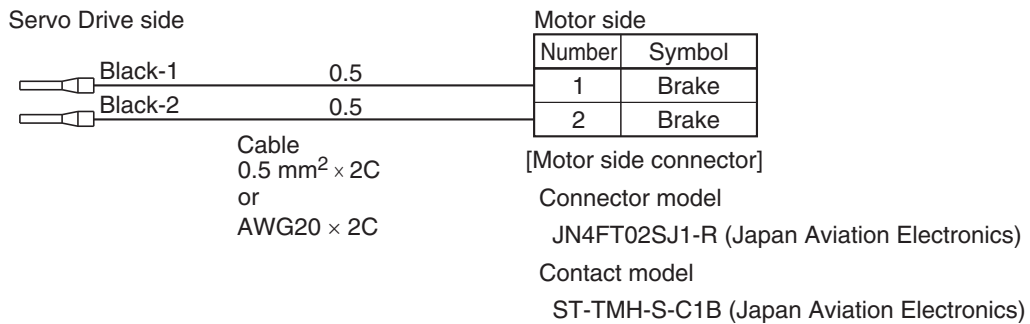 Servo Drive side
Motor side
Number Symbol
Black-1 0.5 1 Brake
Black-2 0.5 2 Brake
Cable
0.5 mm² × 2C
or
AWG20 × 2C
[Motor side connector]
Connector model
JN4FT02SJ1-R (Japan Aviation Electronics)
Contact model
ST-TMH-S-C1B (Japan Aviation Electronics)